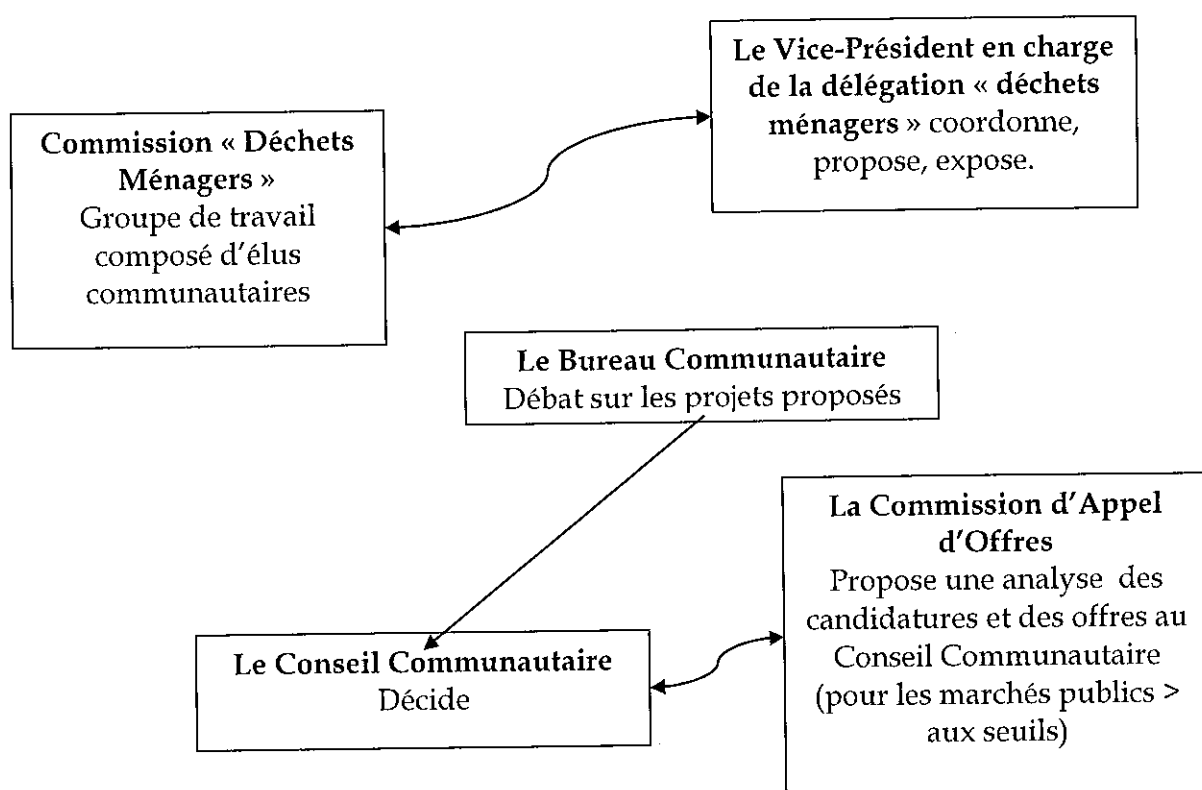 Le Vice-Président en charge
de la délégation « déchets
ménagers » coordonne,
propose, expose.
Commission « Déchets
Ménagers »
Groupe de travail
composé d’élus
communautaires
Le Bureau Communautaire
Débat sur les projets proposés
La Commission d’Appel
d’Offres
Propose une analyse des
candidatures et des offres au
Conseil Communautaire
(pour les marchés publics >
aux seuils)
Le Conseil Communautaire
Décide